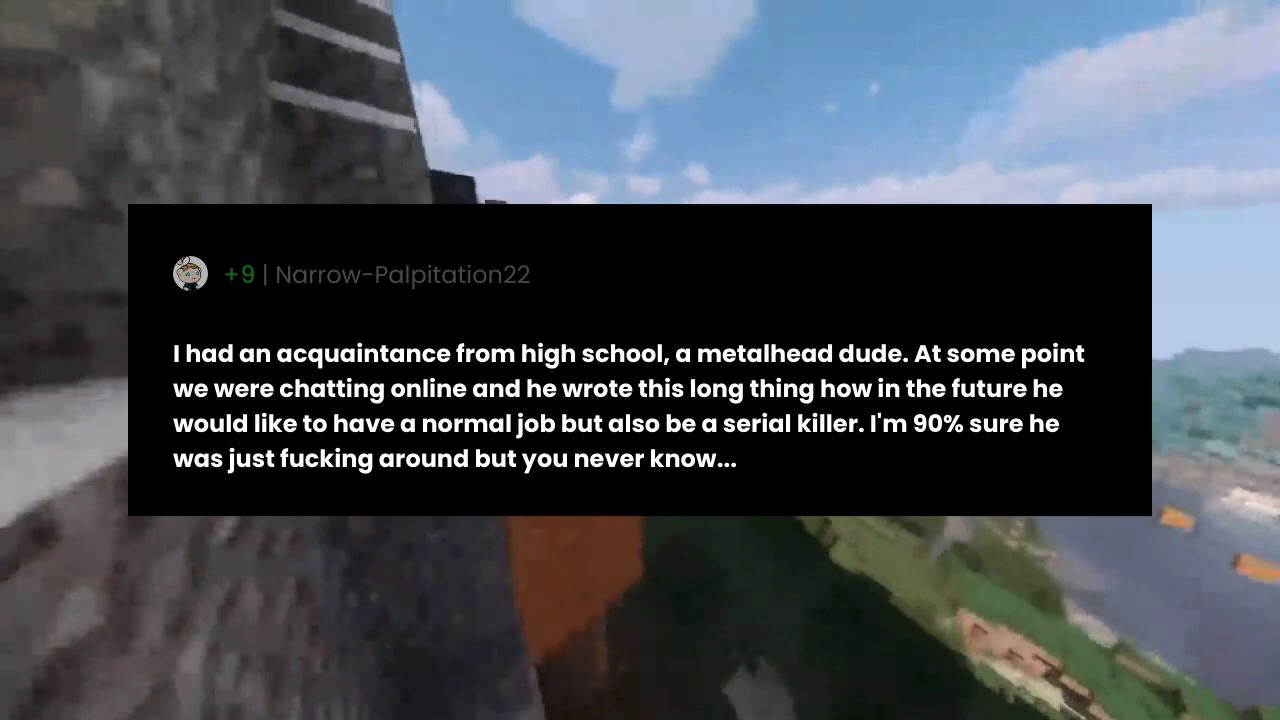 +9 | Narrow-Palpitation22
I had an acquaintance from high school, a metalhead dude. At some point
we were chatting online and he wrote this long thing how in the future he
would like to have a normal job but also be a serial killer. I'm 90% sure he
was just fucking around but you never know...